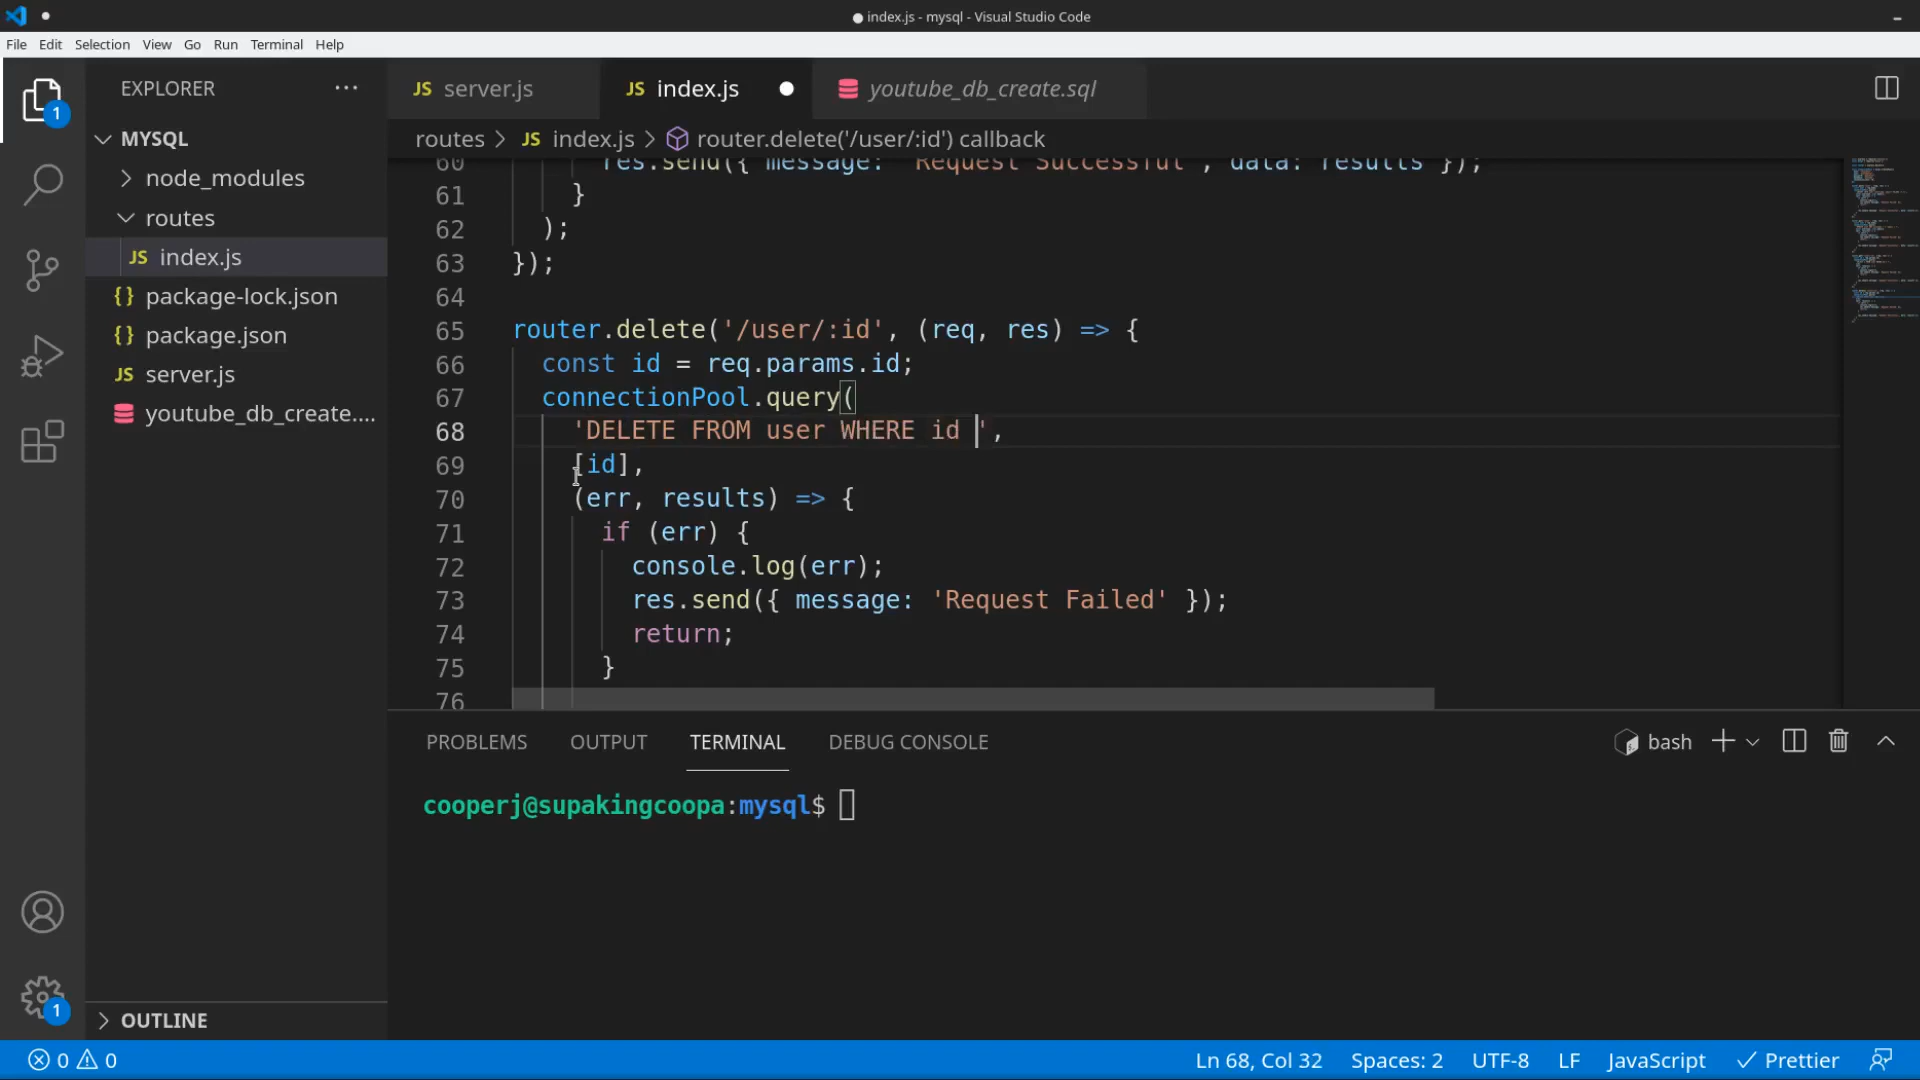 index.js - mysql - Visual Studio Code
File Edit Selection View Go Run Terminal Help
EXPLORER ...
JS server.js
JS index.js
youtube_db_create.sql
MYSQL
node_modules
routes
JS index.js
{} package-lock.json
{} package.json
JS server.js
youtube_db_create....
OUTLINE
1
1
routes > JS index.js > router.delete('/user/:id') callback
60 res.send({ message: 'Request Successful', data: results });
61 }
62 );
63 });
64
65 router.delete('/user/:id', (req, res) => {
66 const id = req.params.id;
67 connectionPool.query(
68 'DELETE FROM user WHERE id ',
69 [id],
70 (err, results) => {
71 if (err) {
72 console.log(err);
73 res.send({ message: 'Request Failed' });
74 return;
75 }
76
PROBLEMS OUTPUT TERMINAL DEBUG CONSOLE
bash
cooperj@supakingcoopa:mysql$
0 0
Ln 68, Col 32 Spaces: 2 UTF-8 LF JavaScript Prettier